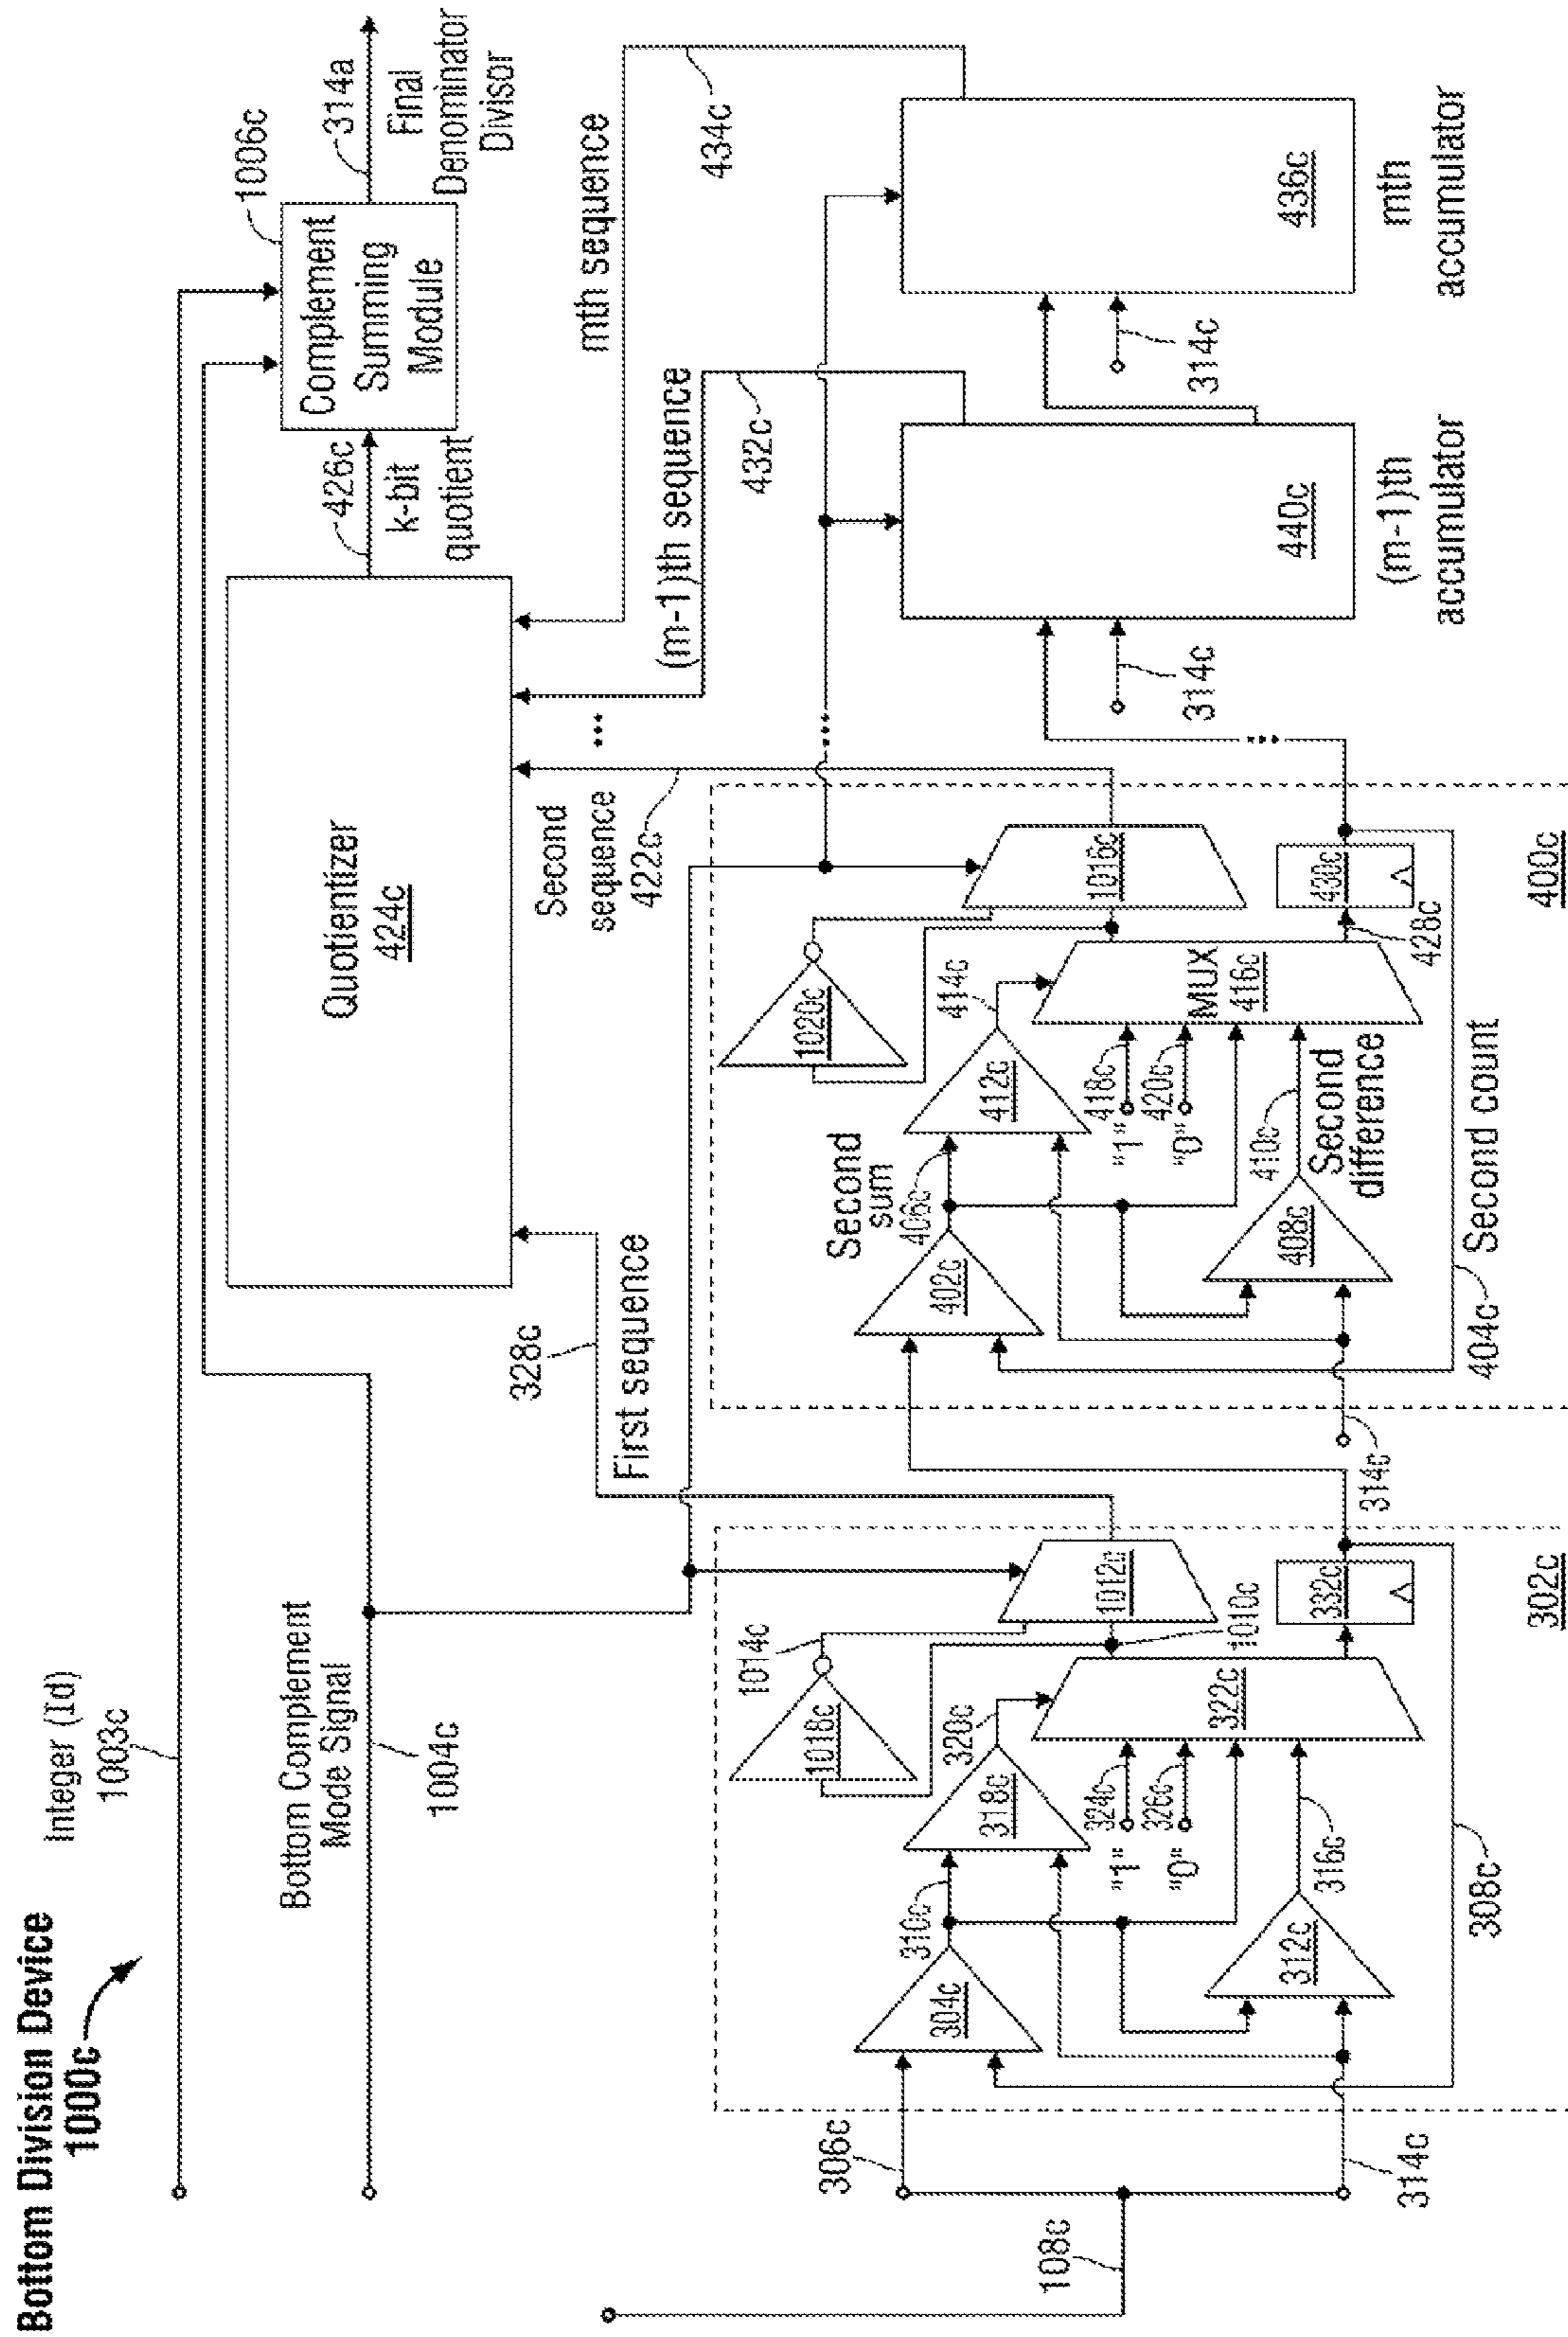 Bottom Division Device
1000c
Integer (Id)
1003c
Bottom Complement
Mode Signal
1004c
Quotientizer
424c
426c
k-bit
quotient
Complement
Summing
Module
1006c
314a
Final
Denominator
Divisor
328c
First sequence
Second
sequence
422c
...
(m-1)th sequence
432c
mth sequence
434c
108c
306c
314c
304c
310c
318c
320c
"1"
324c
"0"
326c
312c
316c
322c
1018c
1014c
1012c
1010c
332c
308c
302c
314c
402c
Second
sum
406c
412c
414c
"1"
418c
"0"
420c
408c
410c
Second
difference
MUX
416c
1020c
1016c
430c
428c
404c
Second count
400c
...
...
314c
440c
(m-1)th
accumulator
314c
436c
mth
accumulator